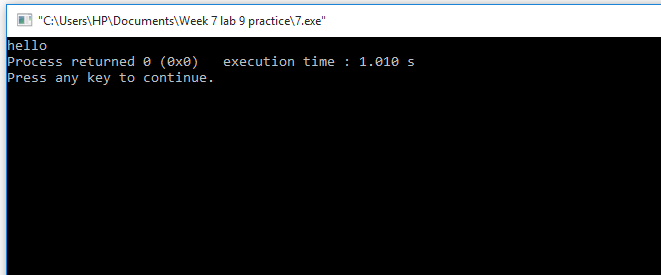 "C:\Users\HP\Documents\Week 7 lab 9 practice\7.exe"
hello
Process returned 0 (0x0)   execution time : 1.010 s
Press any key to continue.